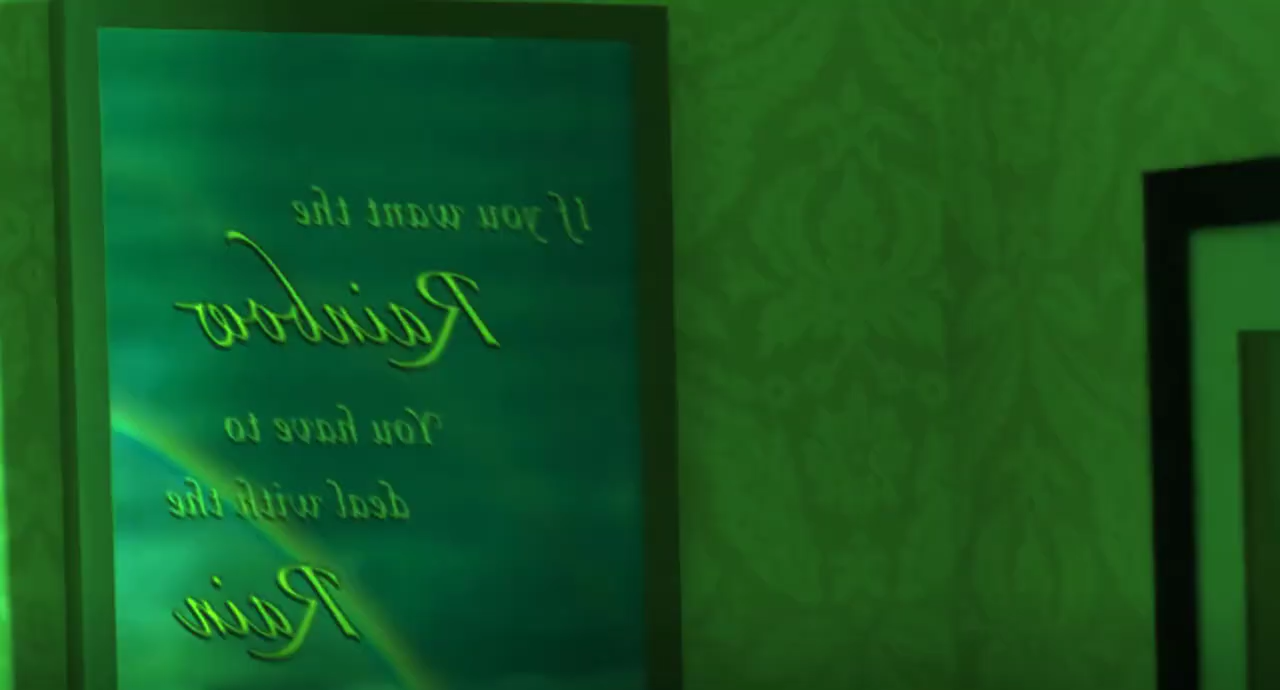 If you want the
Rainbow
You have to
deal with the
Rain